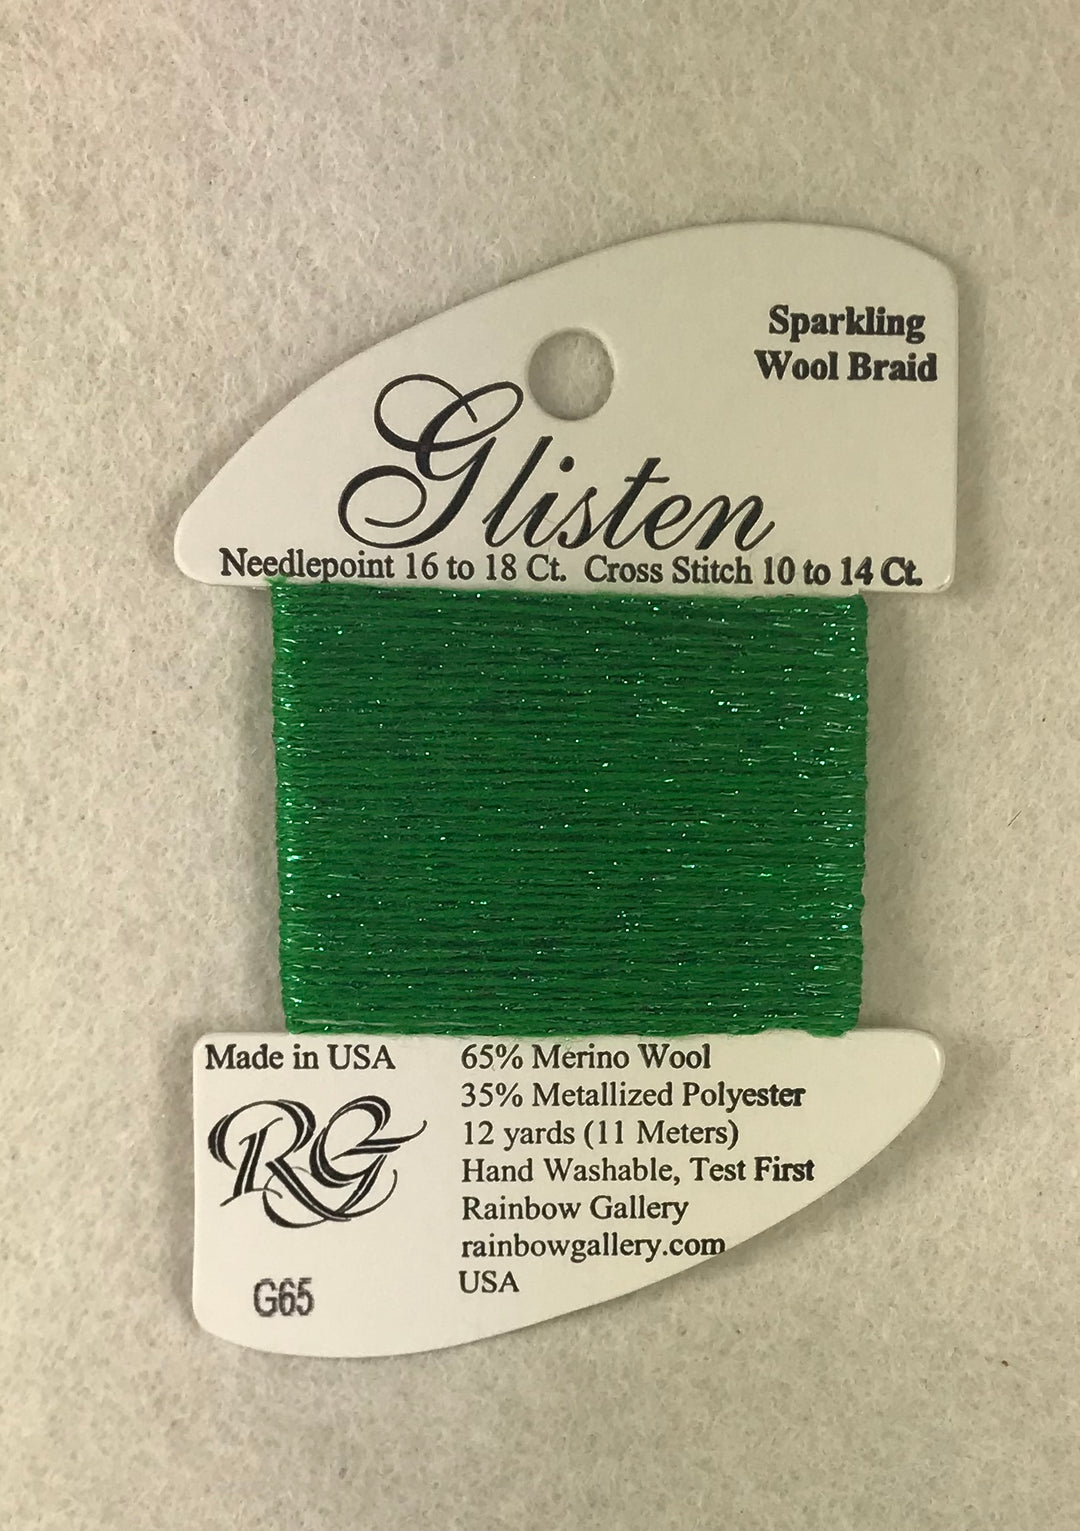 Sparkling
Wool Braid
Glisten
Needlepoint 16 to 18 Ct. Cross Stitch 10 to 14 Ct.
Made in USA
RG
G65
65% Merino Wool
35% Metallized Polyester
12 yards (11 Meters)
Hand Washable, Test First
Rainbow Gallery
rainbowgallery.com
USA